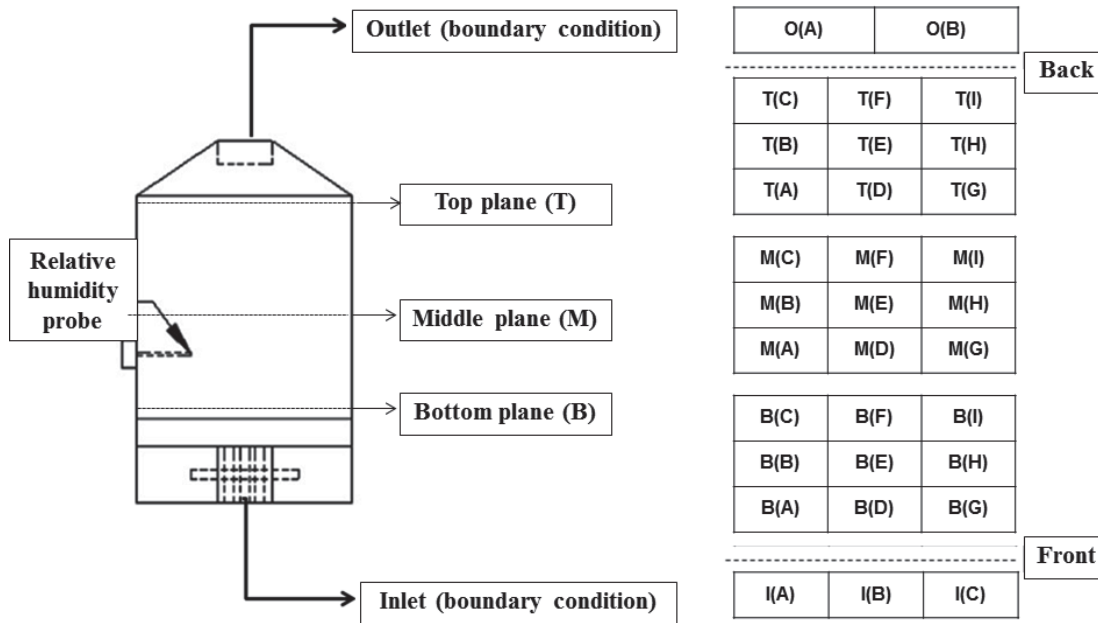 Outlet (boundary condition)
Top plane (T)
Relative
humidity
probe
Middle plane (M)
Bottom plane (B)
Inlet (boundary condition)
O(A) O(B)
Back
T(C) T(F) T(I)
T(B) T(E) T(H)
T(A) T(D) T(G)
M(C) M(F) M(I)
M(B) M(E) M(H)
M(A) M(D) M(G)
B(C) B(F) B(I)
B(B) B(E) B(H)
B(A) B(D) B(G)
Front
I(A) I(B) I(C)